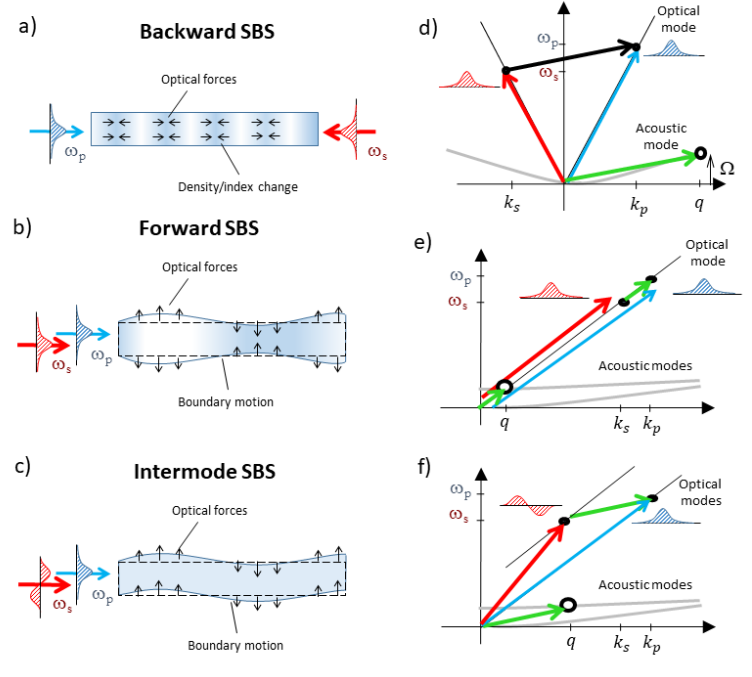 a)
Backward SBS
Optical forces
ωp
ωs
Density/index change
b)
Forward SBS
Optical forces
ωs
ωp
Boundary motion
c)
Intermode SBS
Optical forces
ωs
ωp
Boundary motion
d)
Optical
mode
ωp
ωs
Acoustic
mode
Ω
ks
kp
q
e)
Optical
mode
ωp
ωs
Acoustic modes
q
ks
kp
f)
Optical
modes
ωp
ωs
Acoustic modes
q
ks
kp